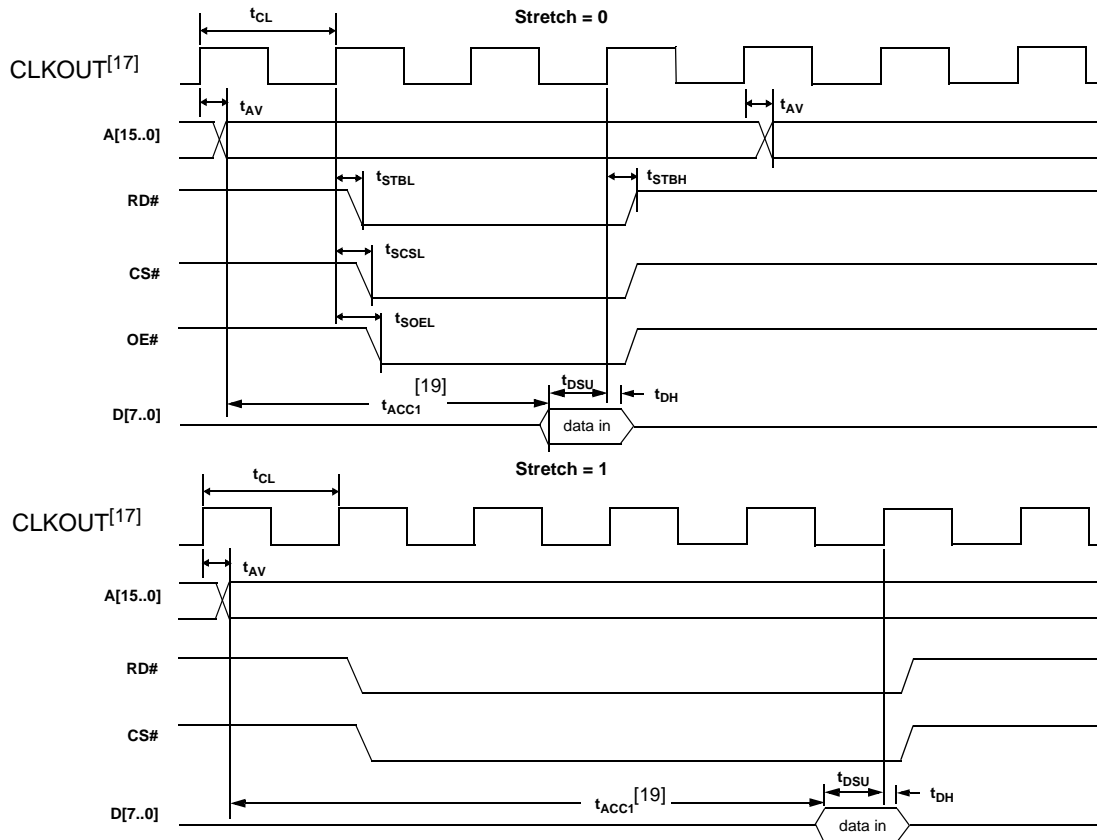 Stretch = 0
tCL
CLKOUT[17]
tAV
tAV
A[15..0]
tSTBL
tSTBH
RD#
tSCSL
CS#
tSOEL
OE#
tACC1[19]
tDSU
tDH
D[7..0]
data in
Stretch = 1
tCL
CLKOUT[17]
tAV
A[15..0]
RD#
CS#
tACC1[19]
tDSU
tDH
D[7..0]
data in